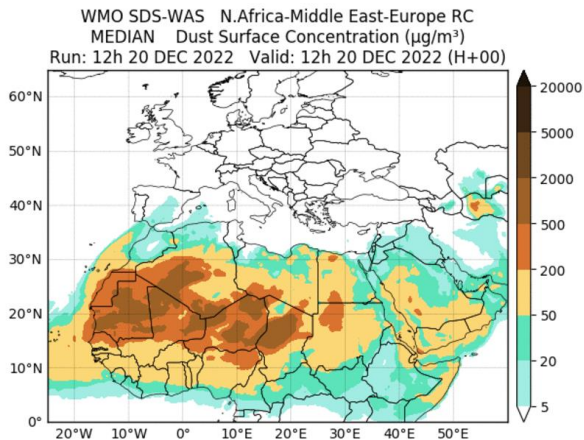 WMO SDS-WAS N.Africa-Middle East-Europe RC
MEDIAN Dust Surface Concentration (µg/m³)
Run: 12h 20 DEC 2022 Valid: 12h 20 DEC 2022 (H+00)
60°N
50°N
40°N
30°N
20°N
10°N
0°
20°W 10°W 0° 10°E 20°E 30°E 40°E 50°E
20000
5000
2000
500
200
50
20
5